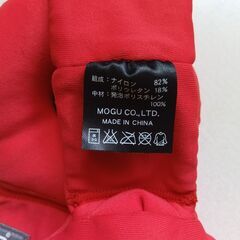 組成：ナイロン 82%
ポリウレタン 18%
中材：発泡ポリスチレン
100%
MOGU CO.,LTD.
MADE IN CHINA